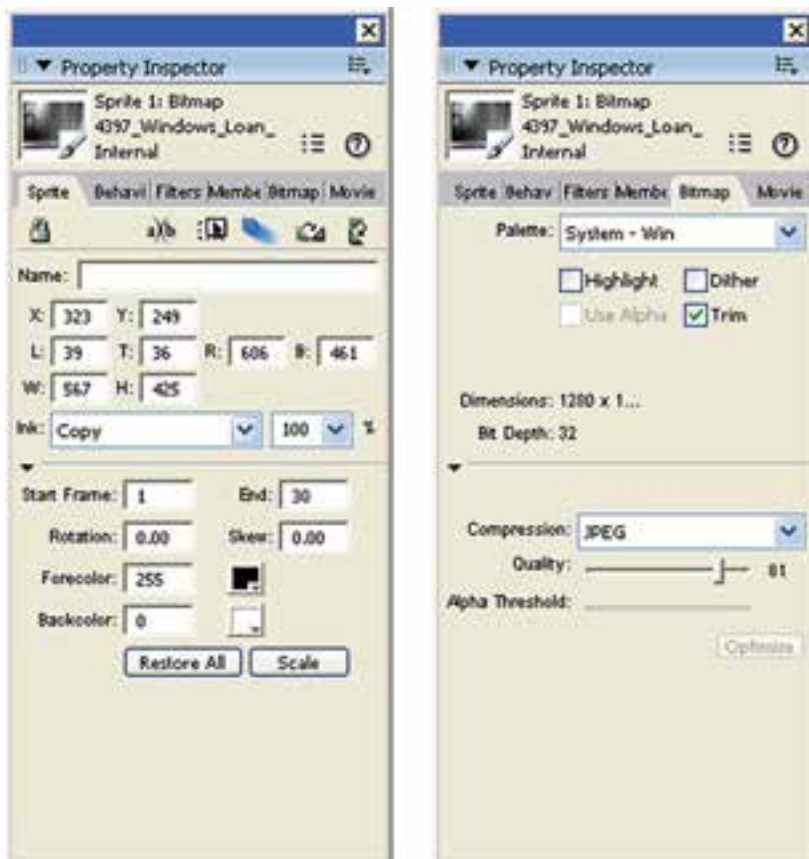 Property Inspector
Sprite 1: Bitmap
4397_Windows_Loan_
Internal
Sprite Behavi Filters Membe Bitmap Movie
a)(b
Name:
X: 323 Y: 249
L: 39 T: 36 R: 606 B: 461
W: 567 H: 425
Ink: Copy 100 %
Start Frame: 1 End: 30
Rotation: 0.00 Skew: 0.00
Forecolor: 255
Backcolor: 0
Restore All Scale
Property Inspector
Sprite 1: Bitmap
4397_Windows_Loan_
Internal
Sprite Behav Filters Membe Bitmap Movie
Palette: System - Win
Highlight Dither
Use Alpha Trim
Dimensions: 1280 x 1...
Bit Depth: 32
Compression: JPEG
Quality: 81
Alpha Threshold:
Optimize